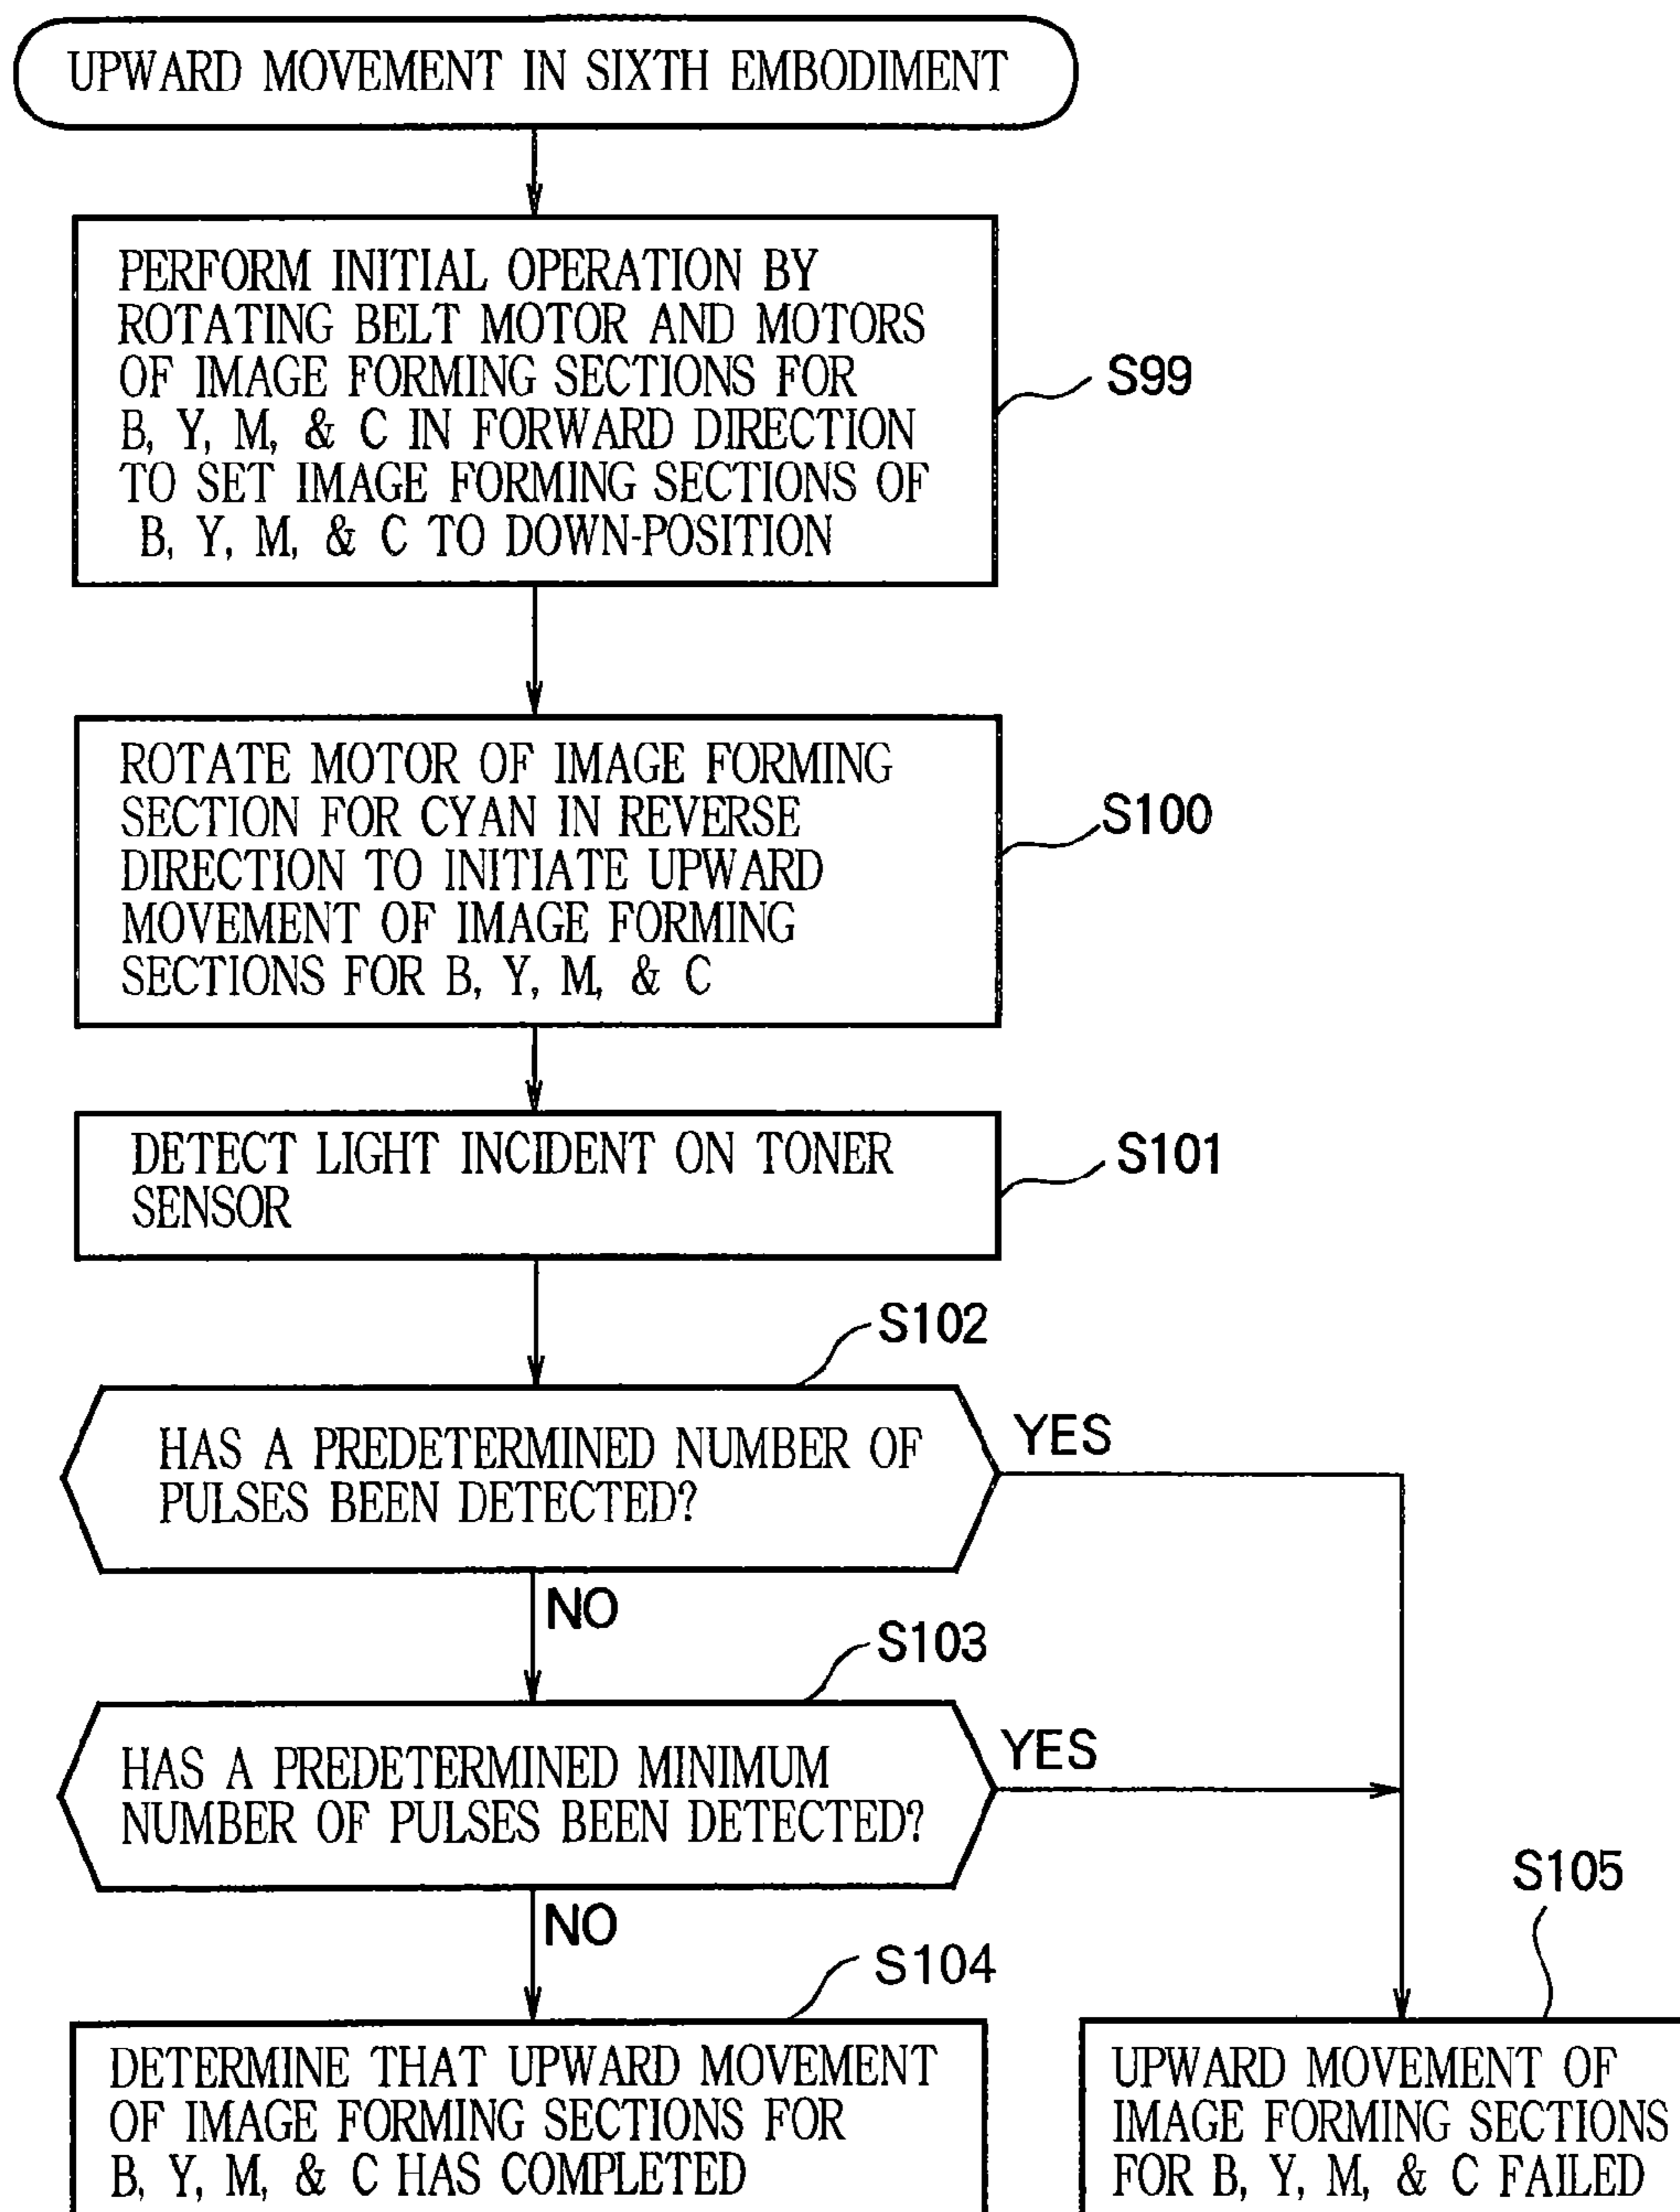 UPWARD MOVEMENT IN SIXTH EMBODIMENT
PERFORM INITIAL OPERATION BY
ROTATING BELT MOTOR AND MOTORS
OF IMAGE FORMING SECTIONS FOR
B, Y, M, & C IN FORWARD DIRECTION
TO SET IMAGE FORMING SECTIONS OF
B, Y, M, & C TO DOWN-POSITION
S99
ROTATE MOTOR OF IMAGE FORMING
SECTION FOR CYAN IN REVERSE
DIRECTION TO INITIATE UPWARD
MOVEMENT OF IMAGE FORMING
SECTIONS FOR B, Y, M, & C
S100
DETECT LIGHT INCIDENT ON TONER
SENSOR
S101
S102
HAS A PREDETERMINED NUMBER OF
PULSES BEEN DETECTED?
YES
NO
S103
HAS A PREDETERMINED MINIMUM
NUMBER OF PULSES BEEN DETECTED?
YES
NO
S104
DETERMINE THAT UPWARD MOVEMENT
OF IMAGE FORMING SECTIONS FOR
B, Y, M, & C HAS COMPLETED
S105
UPWARD MOVEMENT OF
IMAGE FORMING SECTIONS
FOR B, Y, M, & C FAILED